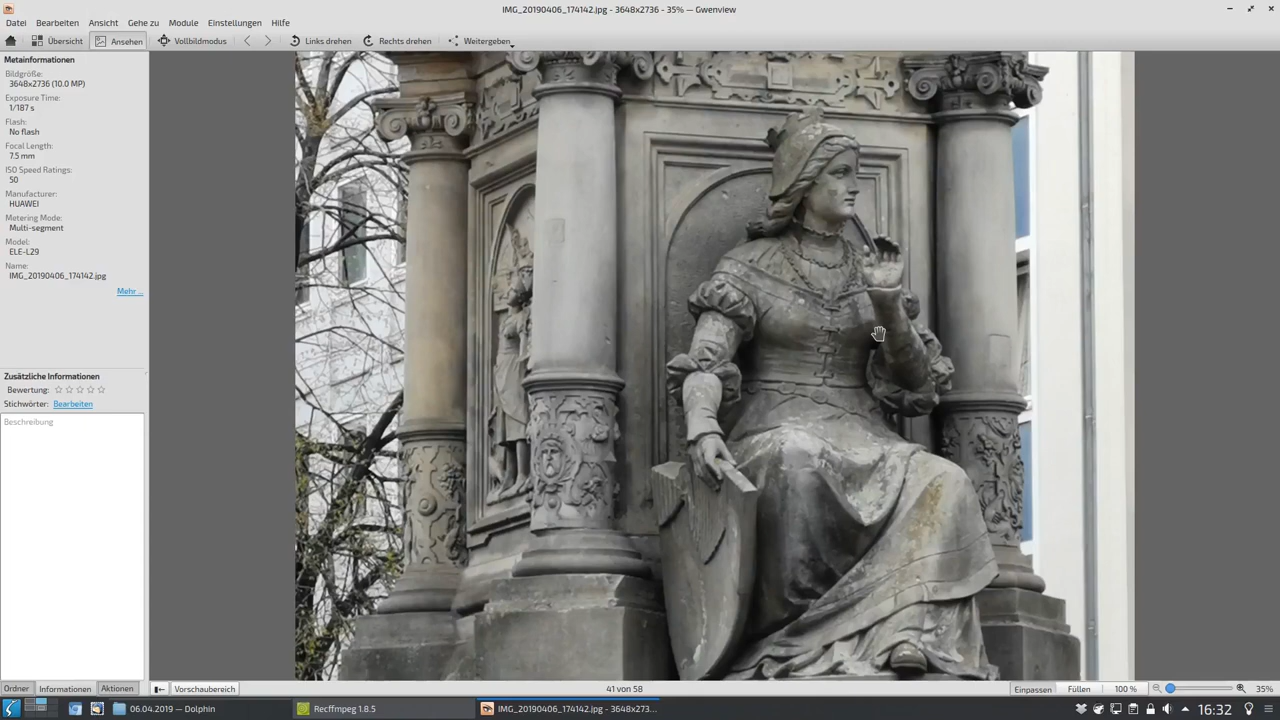 IMG_20190406_174142.jpg - 3648x2736 - 35% — Gwenview
Datei Bearbeiten Ansicht Gehe zu Module Einstellungen Hilfe
Übersicht Ansehen Vollbildmodus Links drehen Rechts drehen Weitergeben
Metainformationen
Bildgröße:
3648x2736 (10.0 MP)
Exposure Time:
1/187 s
Flash:
No flash
Focal Length:
7.5 mm
ISO Speed Ratings:
50
Manufacturer:
HUAWEI
Metering Mode:
Multi-segment
Model:
ELE-L29
Name:
IMG_20190406_174142.jpg
Mehr ...
Zusätzliche Informationen
Bewertung:
Stichwörter: Bearbeiten
Beschreibung
Ordner Informationen Aktionen Vorschaubereich 41 von 58 Einpassen Füllen 100 % 35%
06.04.2019 — Dolphin Recffmpeg 1.8.5 IMG_20190406_174142.jpg - 3648x273... 16:32